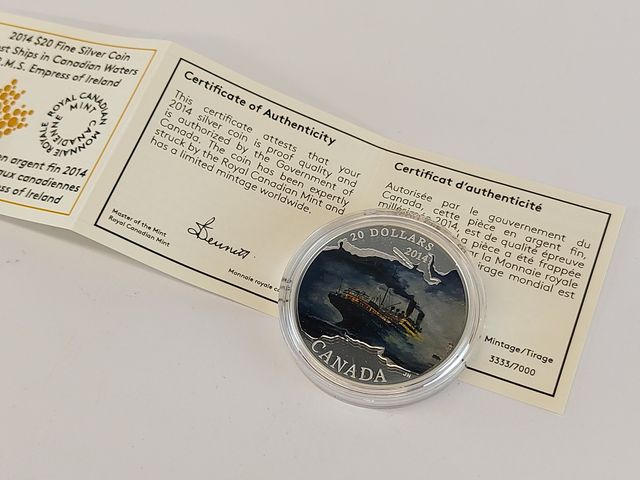 2014 $20 Fine Silver Coin
st Ships in Canadian Waters
.M.S. Empress of Ireland
ROYAL CANADIAN MINT
MONNAIE ROYALE CANADIENNE
en argent fin 2014
aux canadiennes
ess of Ireland
Certificate of Authenticity
This certificate attests that your
2014 silver coin is proof quality and
is authorized by the Government of
Canada. The coin has been expertly
struck by the Royal Canadian Mint and
has a limited mintage worldwide.
Master of the Mint
Royal Canadian Mint
Monnaie royale
Certificat d'authenticité
Autorisée par le gouvernement du
Canada, cette pièce en argent fin,
2014, est de qualité épreuve
a pièce a été frappée
par la Monnaie royale
tirage mondial est
Mintage/Tirage
3333/7000
20 DOLLARS
2014
CANADA
JH